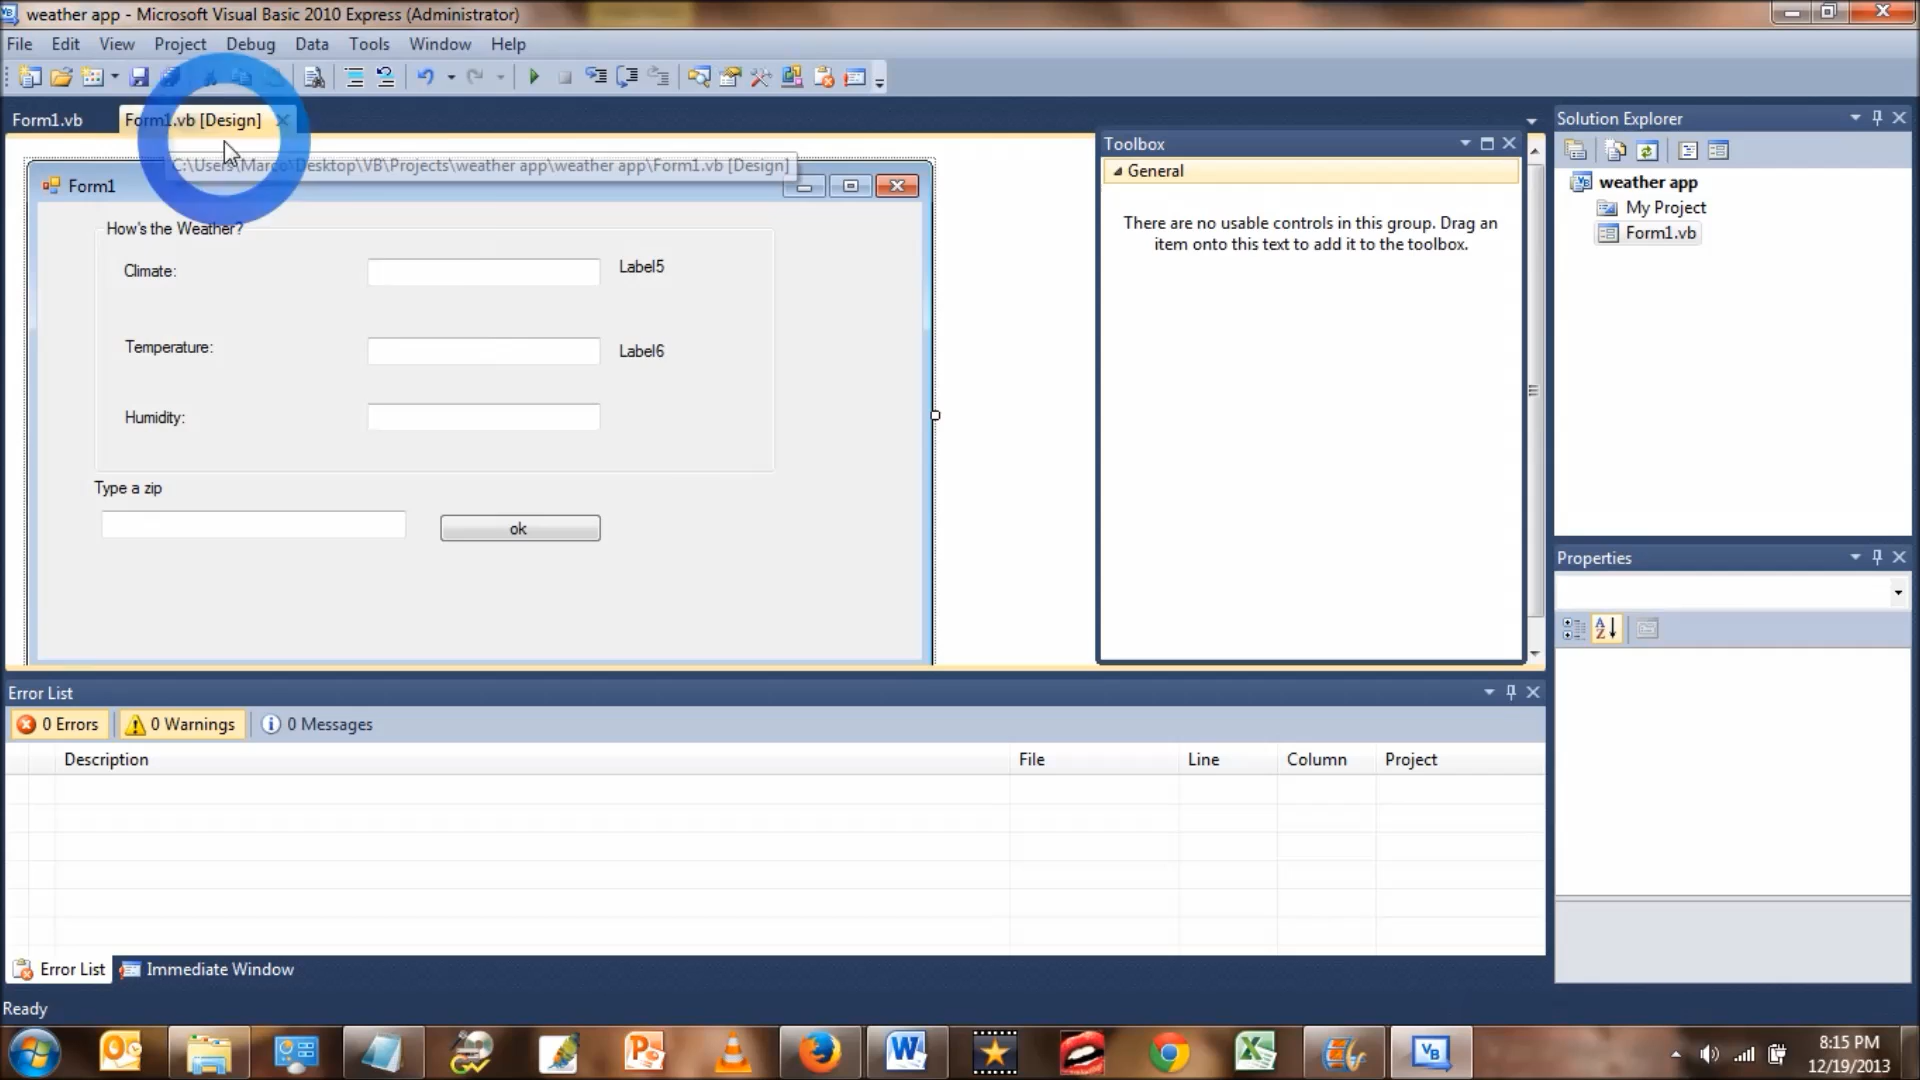 weather app - Microsoft Visual Basic 2010 Express (Administrator)
File Edit View Project Debug Data Tools Window Help
Form1.vb Form1.vb [Design]
C:\Users\Marco\Desktop\VB\Projects\weather app\weather app\Form1.vb [Design]
Form1
How's the Weather?
Climate: Label5
Temperature: Label6
Humidity:
Type a zip
ok
Toolbox
General
There are no usable controls in this group. Drag an
item onto this text to add it to the toolbox.
Solution Explorer
weather app
My Project
Form1.vb
Properties
Error List
0 Errors 0 Warnings 0 Messages
Description File Line Column Project
Error List Immediate Window
Ready
8:15 PM
12/19/2013